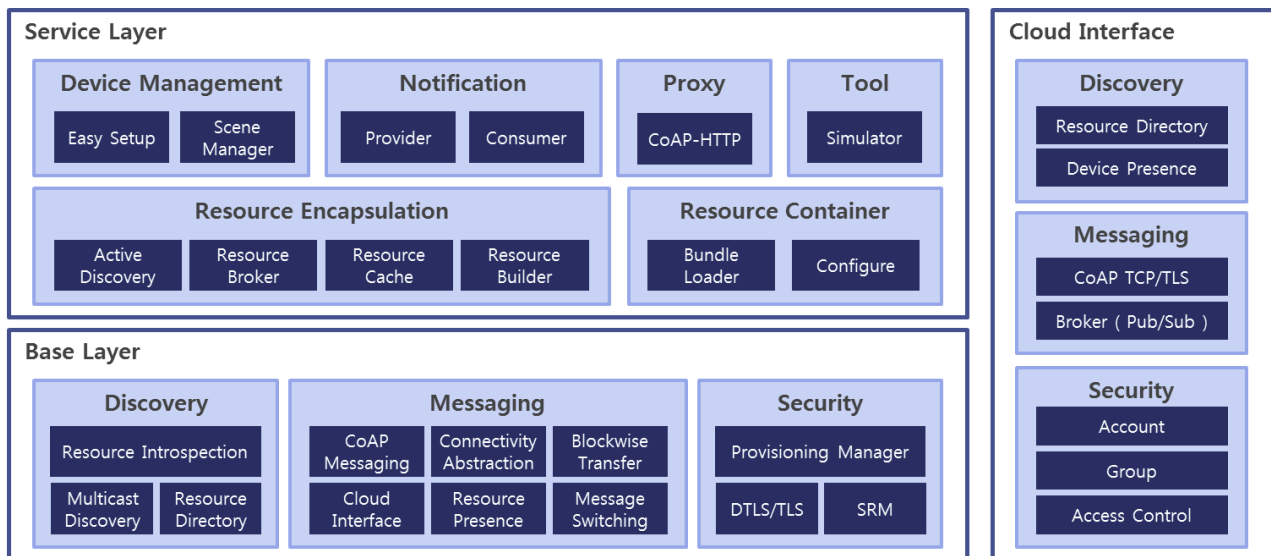 Service Layer
Device Management
Easy Setup
Scene
Manager
Notification
Provider
Consumer
Proxy
CoAP-HTTP
Tool
Simulator
Resource Encapsulation
Active
Discovery
Resource
Broker
Resource
Cache
Resource
Builder
Resource Container
Bundle
Loader
Configure
Base Layer
Discovery
Resource Introspection
Multicast
Discovery
Resource
Directory
Messaging
CoAP
Messaging
Connectivity
Abstraction
Blockwise
Transfer
Cloud
Interface
Resource
Presence
Message
Switching
Security
Provisioning Manager
DTLS/TLS
SRM
Cloud Interface
Discovery
Resource Directory
Device Presence
Messaging
CoAP TCP/TLS
Broker ( Pub/Sub )
Security
Account
Group
Access Control